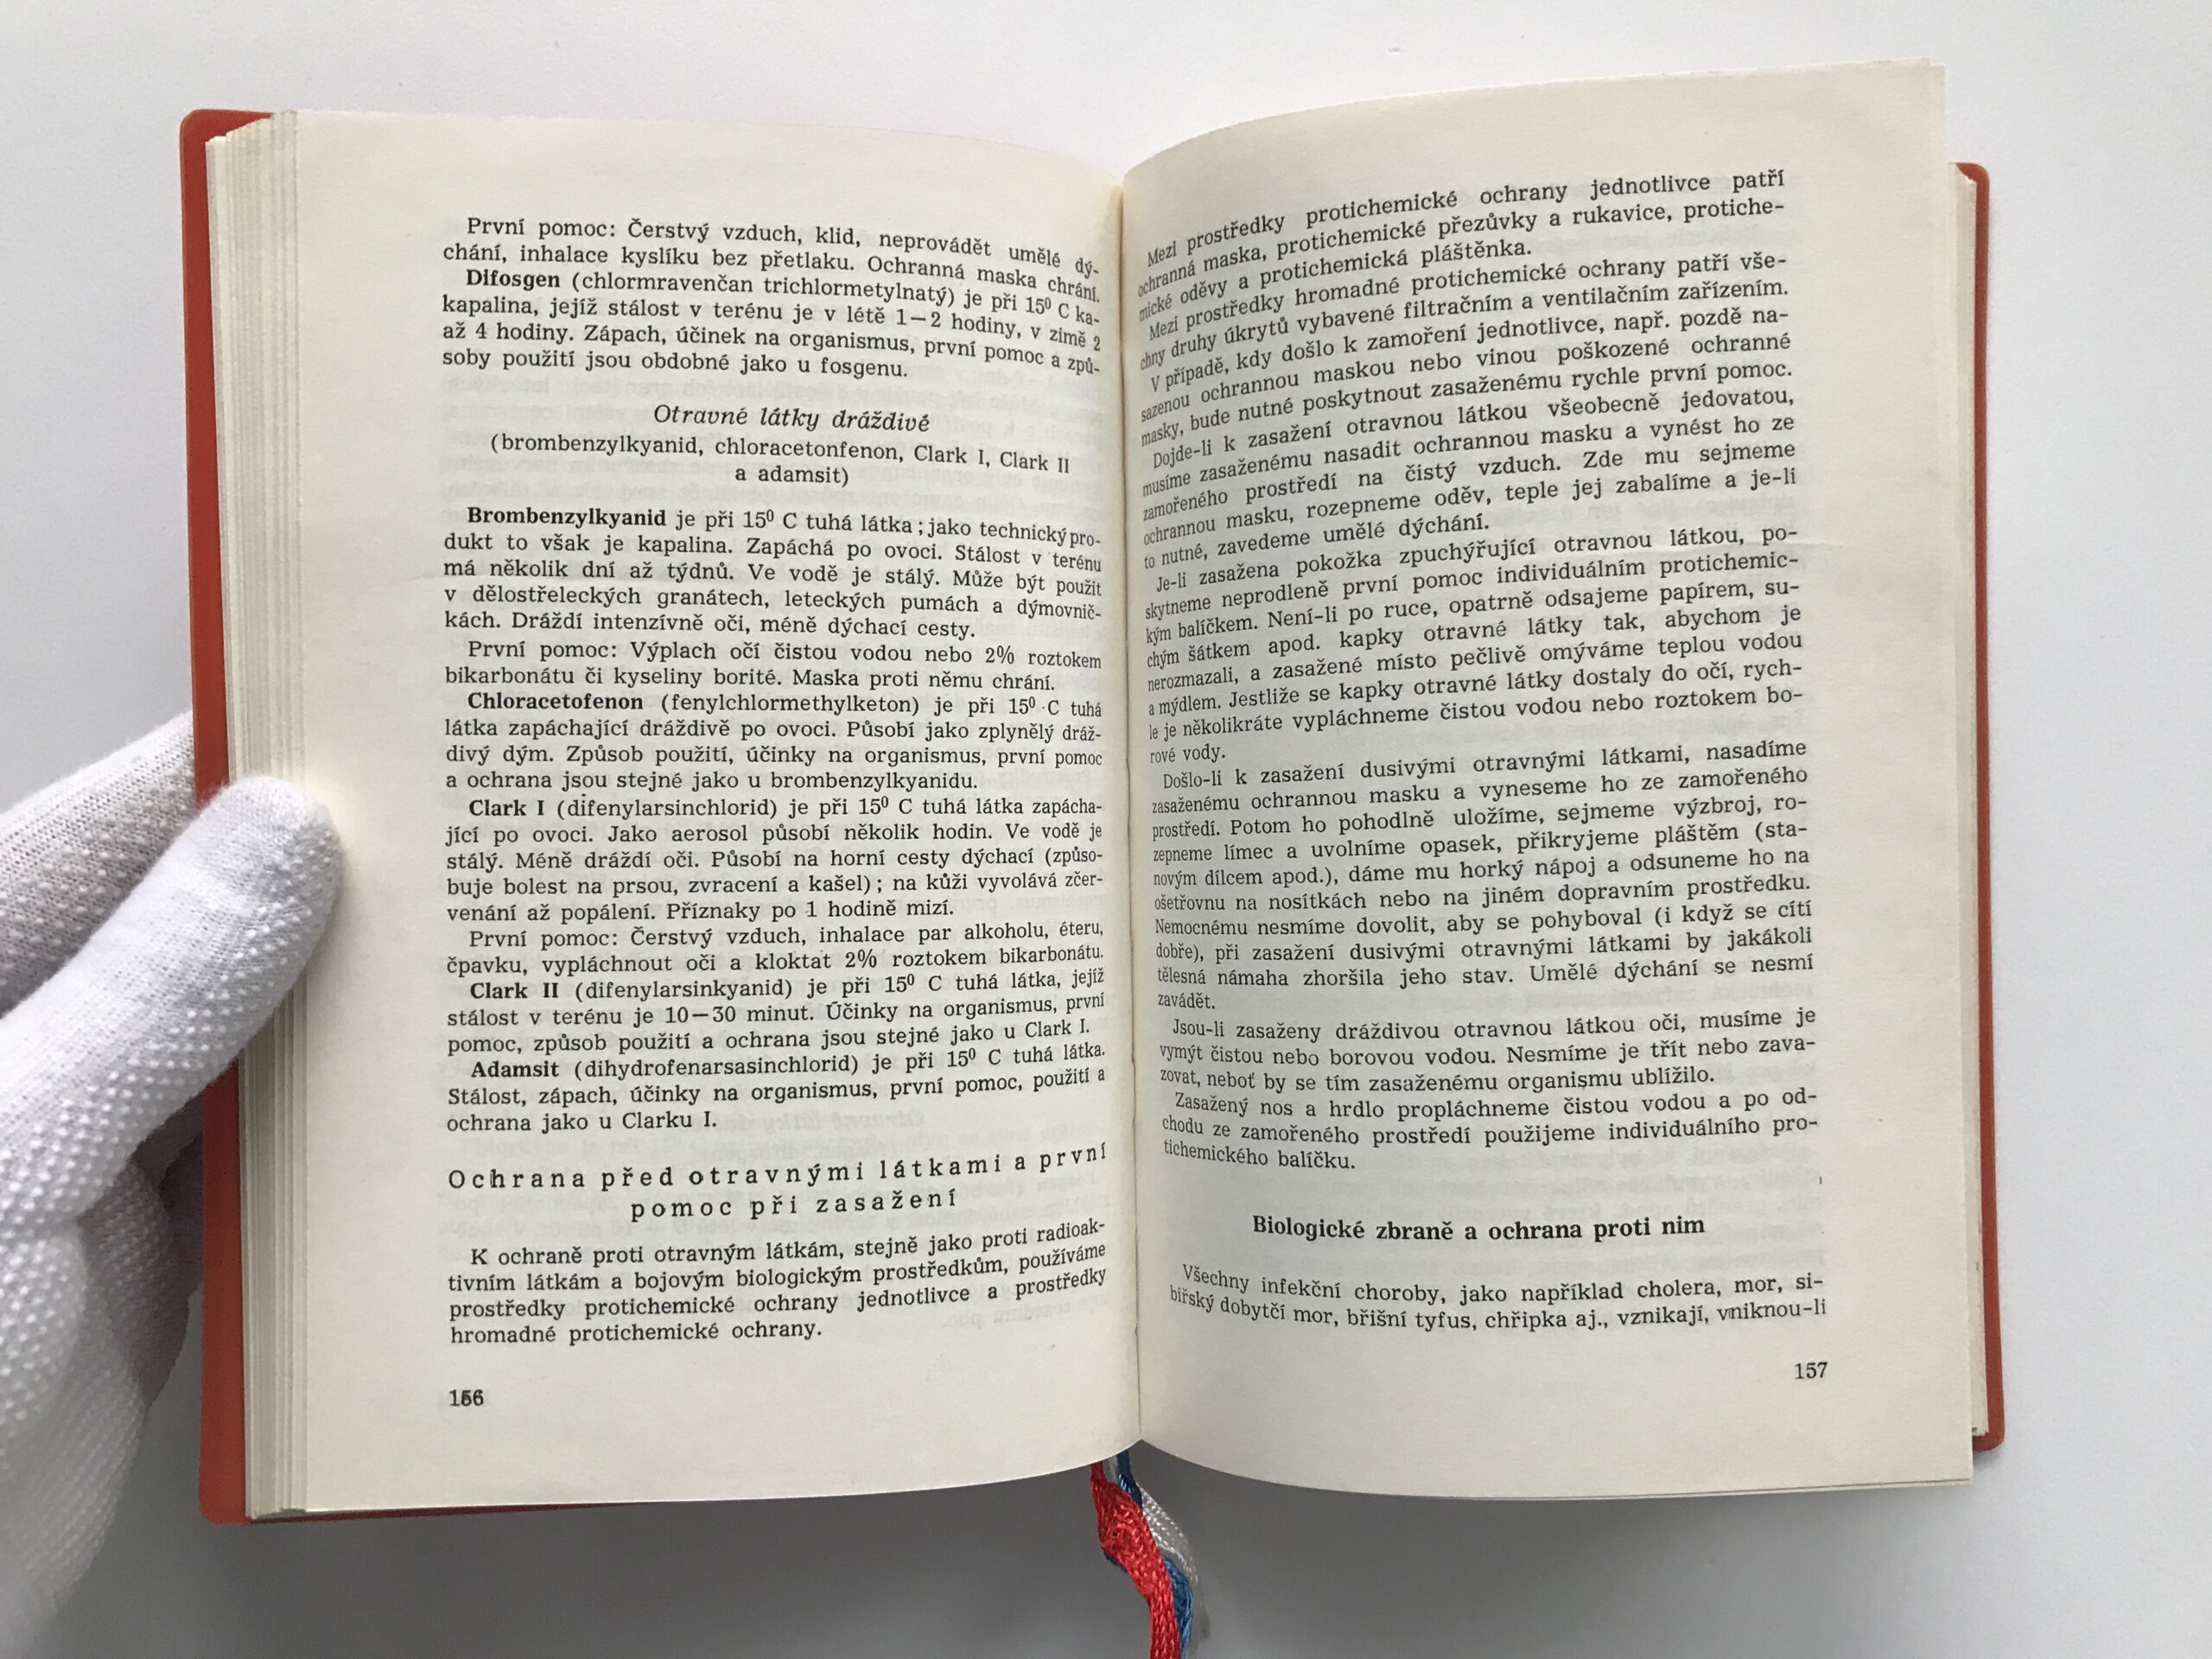 První pomoc: Čerstvý vzduch, klid, neprovádět umělé dý-
chání, inhalace kyslíku bez přetlaku. Ochranná maska chrání.
Difosgen (chlormravenčan trichlormetylnatý) je při 15⁰ C ka-
kapalina, jejíž stálost v terénu je v létě 1—2 hodiny, v zimě 2
až 4 hodiny. Zápach, účinek na organismus, první pomoc a způ-
soby použití jsou obdobné jako u fosgenu.
Otravné látky dráždivé
(brombenzylkyanid, chloracetonfenon, Clark I, Clark II
a adamsit)
Brombenzylkyanid je při 15⁰ C tuhá látka; jako technický pro-
dukt to však je kapalina. Zapáchá po ovoci. Stálost v terénu
má několik dní až týdnů. Ve vodě je stálý. Může být použit
v dělostřeleckých granátech, leteckých pumách a dýmovnič-
kách. Dráždí intenzívně oči, méně dýchací cesty.
První pomoc: Výplach očí čistou vodou nebo 2% roztokem
bikarbonátu či kyseliny borité. Maska proti němu chrání.
Chloracetofenon (fenylchlormethylketon) je při 15⁰ C tuhá
látka zapáchající dráždivě po ovoci. Působí jako zplynělý dráž-
divý dým. Způsob použití, účinky na organismus, první pomoc
a ochrana jsou stejné jako u brombenzylkyanidu.
Clark I (difenylarsinchlorid) je při 15⁰ C tuhá látka zapácha-
jící po ovoci. Jako aerosol působí několik hodin. Ve vodě je
stálý. Méně dráždí oči. Působí na horní cesty dýchací (způso-
buje bolest na prsou, zvracení a kašel); na kůži vyvolává zčer-
venání až popálení. Příznaky po 1 hodině mizí.
První pomoc: Čerstvý vzduch, inhalace par alkoholu, éteru,
čpavku, vypláchnout oči a kloktat 2% roztokem bikarbonátu.
Clark II (difenylarsinkyanid) je při 15⁰ C tuhá látka, jejíž
stálost v terénu je 10—30 minut. Účinky na organismus, první
pomoc, způsob použití a ochrana jsou stejné jako u Clark I.
Adamsit (dihydrofenarsasinchlorid) je při 15⁰ C tuhá látka.
Stálost, zápach, účinky na organismus, první pomoc, použití a
ochrana jako u Clarku I.
Ochrana před otravnými látkami a první
pomoc při zasažení
K ochraně proti otravným látkám, stejně jako proti radioak-
tivním látkám a bojovým biologickým prostředkům, používáme
prostředky protichemické ochrany jednotlivce a prostředky
hromadné protichemické ochrany.
156
Mezi prostředky protichemické ochrany jednotlivce patří
ochranná maska, protichemické přezůvky a rukavice, protiche-
mické oděvy a protichemická pláštěnka.
Mezi prostředky hromadné protichemické ochrany patří vše-
chny druhy úkrytů vybavené filtračním a ventilačním zařízením.
V případě, kdy došlo k zamoření jednotlivce, např. pozdě na-
sazenou ochrannou maskou nebo vinou poškozené ochranné
masky, bude nutné poskytnout zasaženému rychle první pomoc.
Dojde-li k zasažení otravnou látkou všeobecně jedovatou,
musíme zasaženému nasadit ochrannou masku a vynést ho ze
zamořeného prostředí na čistý vzduch. Zde mu sejmeme
ochrannou masku, rozepneme oděv, teple jej zabalíme a je-li
to nutné, zavedeme umělé dýchání.
Je-li zasažena pokožka zpuchýřující otravnou látkou, po-
skytneme neprodleně první pomoc individuálním protichemic-
kým balíčkem. Není-li po ruce, opatrně odsajeme papírem, su-
chým šátkem apod. kapky otravné látky tak, abychom je
nerozmazali, a zasažené místo pečlivě omýváme teplou vodou
a mýdlem. Jestliže se kapky otravné látky dostaly do očí, rych-
le je několikráte vypláchneme čistou vodou nebo roztokem bo-
rové vody.
Došlo-li k zasažení dusivými otravnými látkami, nasadíme
zasaženému ochrannou masku a vyneseme ho ze zamořeného
prostředí. Potom ho pohodlně uložíme, sejmeme výzbroj, ro-
zepneme límec a uvolníme opasek, přikryjeme pláštěm (sta-
novým dílcem apod.), dáme mu horký nápoj a odsuneme ho na
ošetřovnu na nosítkách nebo na jiném dopravním prostředku.
Nemocnému nesmíme dovolit, aby se pohyboval (i když se cítí
dobře), při zasažení dusivými otravnými látkami by jakákoli
tělesná námaha zhoršila jeho stav. Umělé dýchání se nesmí
zavádět.
Jsou-li zasaženy dráždivou otravnou látkou oči, musíme je
vymýt čistou nebo borovou vodou. Nesmíme je třít nebo zava-
zovat, neboť by se tím zasaženému organismu ublížilo.
Zasažený nos a hrdlo propláchneme čistou vodou a po od-
chodu ze zamořeného prostředí použijeme individuálního pro-
tichemického balíčku.
Biologické zbraně a ochrana proti nim
Všechny infekční choroby, jako například cholera, mor, si-
biřský dobytčí mor, břišní tyfus, chřipka aj., vznikají, vniknou-li
157